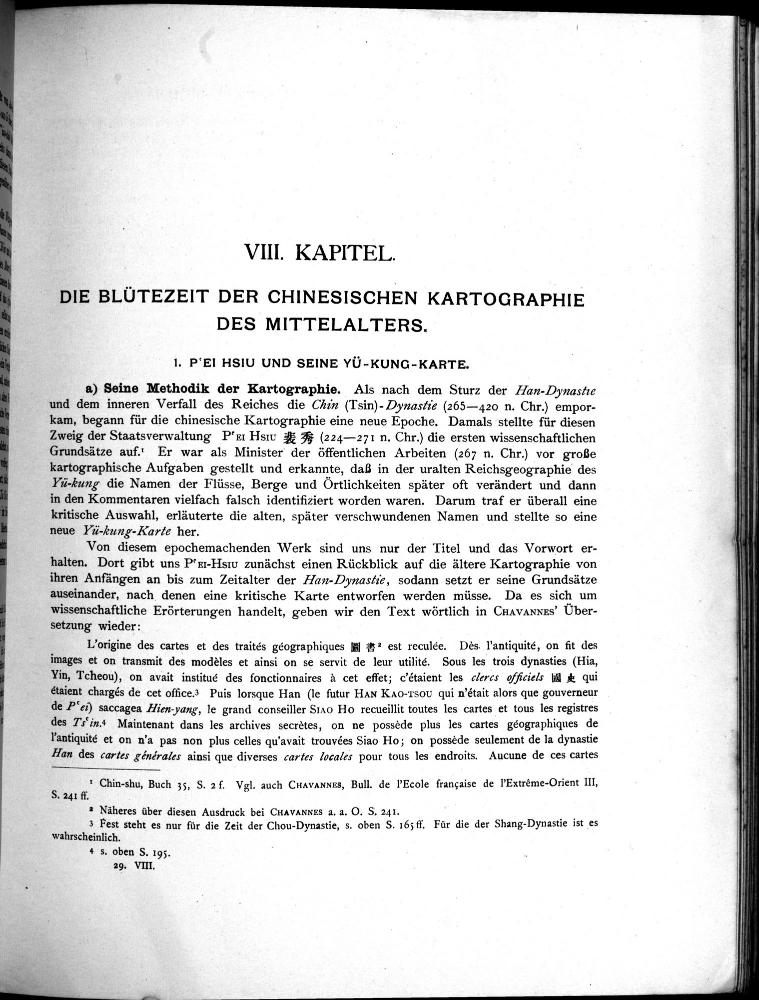 VIII. KAPITEL.
DIE BLÜTEZEIT DER CHINESISCHEN KARTOGRAPHIE
DES MITTELALTERS.
1. PʽEI HSIU UND SEINE YÜ-KUNG-KARTE.
a) Seine Methodik der Kartographie. Als nach dem Sturz der Han-Dynastie
und dem inneren Verfall des Reiches die Chin (Tsin)-Dynastie (265—420 n. Chr.) empor-
kam, begann für die chinesische Kartographie eine neue Epoche. Damals stellte für diesen
Zweig der Staatsverwaltung PʽEI HSIU 裴秀 (224—271 n. Chr.) die ersten wissenschaftlichen
Grundsätze auf.¹ Er war als Minister der öffentlichen Arbeiten (267 n. Chr.) vor große
kartographische Aufgaben gestellt und erkannte, daß in der uralten Reichsgeographie des
Yü-kung die Namen der Flüsse, Berge und Örtlichkeiten später oft verändert und dann
in den Kommentaren vielfach falsch identifiziert worden waren. Darum traf er überall eine
kritische Auswahl, erläuterte die alten, später verschwundenen Namen und stellte so eine
neue Yü-kung-Karte her.
Von diesem epochemachenden Werk sind uns nur der Titel und das Vorwort er-
halten. Dort gibt uns PʽEI-HSIU zunächst einen Rückblick auf die ältere Kartographie von
ihren Anfängen an bis zum Zeitalter der Han-Dynastie, sodann setzt er seine Grundsätze
auseinander, nach denen eine kritische Karte entworfen werden müsse. Da es sich um
wissenschaftliche Erörterungen handelt, geben wir den Text wörtlich in CHAVANNES' Über-
setzung wieder:
L'origine des cartes et des traités géographiques 圖書² est reculée. Dès l'antiquité, on fit des
images et on transmit des modèles et ainsi on se servit de leur utilité. Sous les trois dynasties (Hia,
Yin, Tcheou), on avait institué des fonctionnaires à cet effet; c'étaient les clercs officiels 國史 qui
étaient chargés de cet office.³ Puis lorsque Han (le futur HAN KAO-TSOU qui n'était alors que gouverneur
de Pʽei) saccagea Hien-yang, le grand conseiller SIAO HO recueillit toutes les cartes et tous les registres
des Tsʽin.⁴ Maintenant dans les archives secrètes, on ne possède plus les cartes géographiques de
l'antiquité et on n'a pas non plus celles qu'avait trouvées Siao Ho; on possède seulement de la dynastie
Han des cartes générales ainsi que diverses cartes locales pour tous les endroits. Aucune de ces cartes
¹ Chin-shu, Buch 35, S. 2 f. Vgl. auch CHAVANNES, Bull. de l'Ecole française de l'Extrême-Orient III,
S. 241 ff.
² Näheres über diesen Ausdruck bei CHAVANNES a. a. O. S. 241.
³ Fest steht es nur für die Zeit der Chou-Dynastie, s. oben S. 165 ff. Für die der Shang-Dynastie ist es
wahrscheinlich.
⁴ s. oben S. 195.
29. VIII.